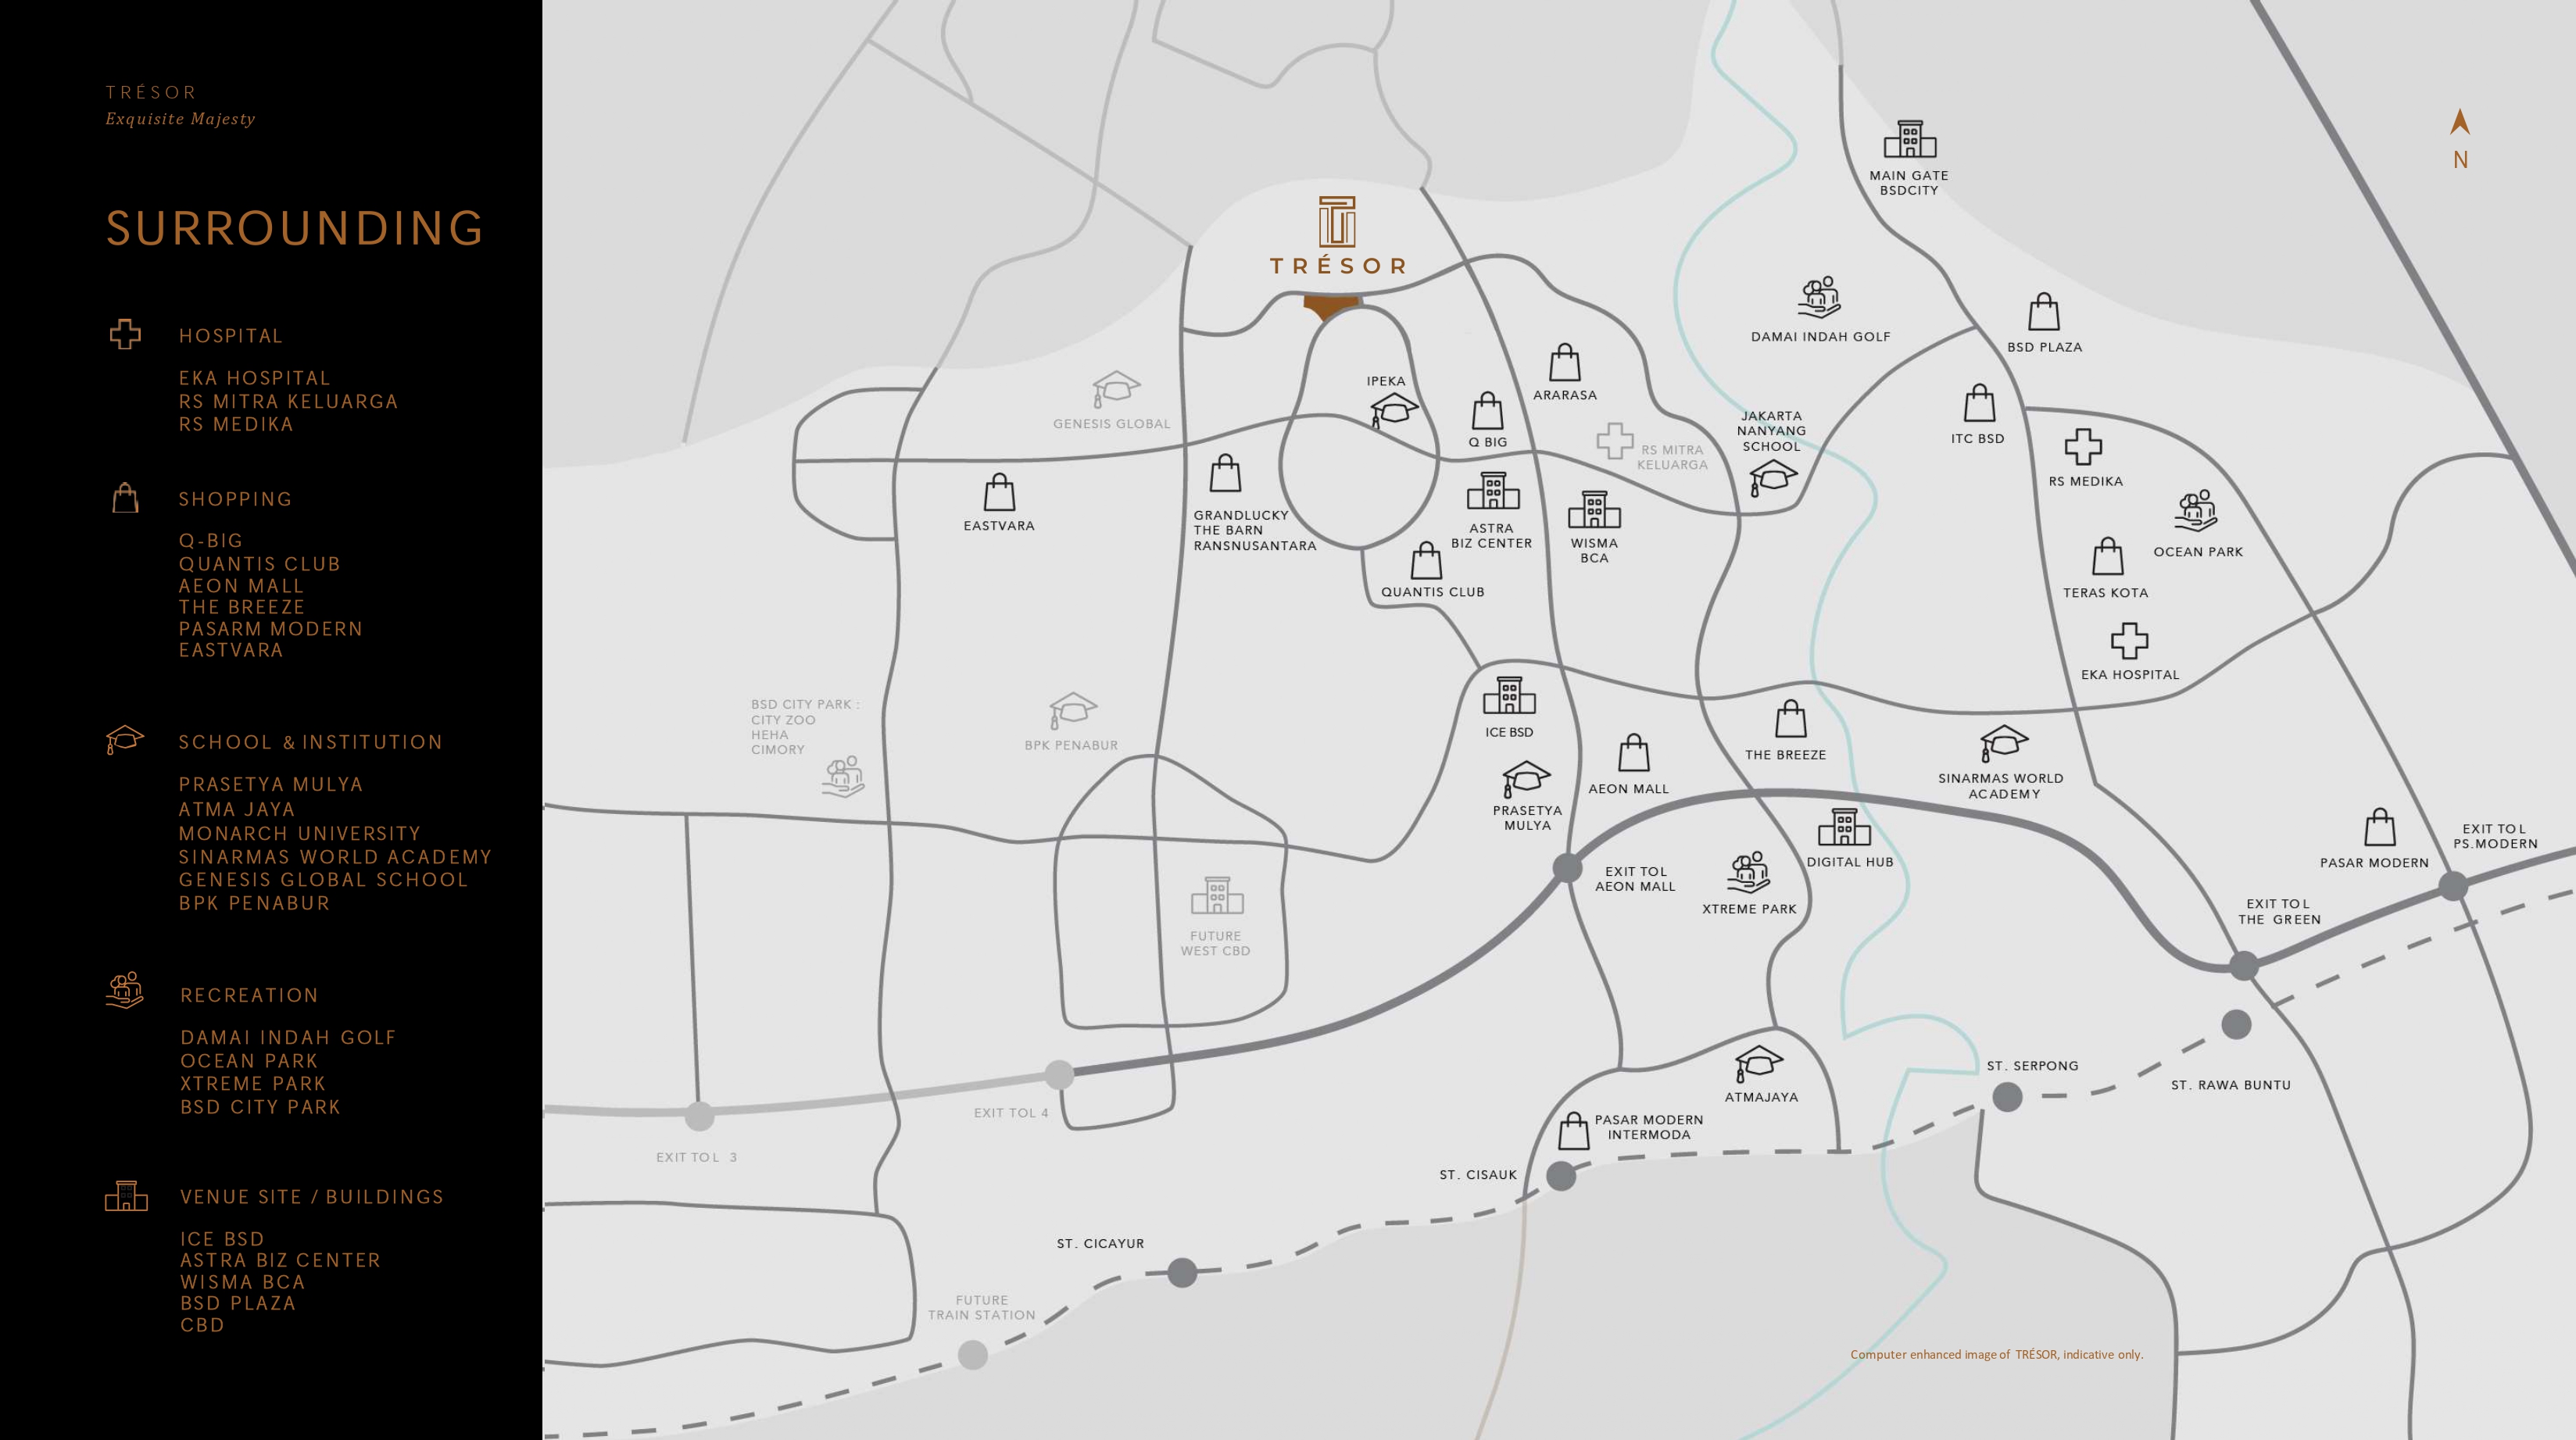 TRÉSOR
Exquisite Majesty
SURROUNDING
HOSPITAL
EKA HOSPITAL
RS MITRA KELUARGA
RS MEDIKA
SHOPPING
Q-BIG
QUANTIS CLUB
AEON MALL
THE BREEZE
PASARM MODERN
EASTVARA
SCHOOL & INSTITUTION
PRASETYA MULYA
ATMA JAYA
MONARCH UNIVERSITY
SINARMAS WORLD ACADEMY
GENESIS GLOBAL SCHOOL
BPK PENABUR
RECREATION
DAMAI INDAH GOLF
OCEAN PARK
XTREME PARK
BSD CITY PARK
VENUE SITE / BUILDINGS
ICE BSD
ASTRA BIZ CENTER
WISMA BCA
BSD PLAZA
CBD
N
MAIN GATE
BSDCITY
TRÉSOR
DAMAI INDAH GOLF
BSD PLAZA
IPEKA
ARARASA
GENESIS GLOBAL
Q BIG
JAKARTA
NANYANG
SCHOOL
ITC BSD
RS MITRA
KELUARGA
RS MEDIKA
EASTVARA
GRANDLUCKY
THE BARN
RANSNUSANTARA
ASTRA
BIZ CENTER
WISMA
BCA
OCEAN PARK
QUANTIS CLUB
TERAS KOTA
EKA HOSPITAL
BSD CITY PARK :
CITY ZOO
HEHA
CIMORY
BPK PENABUR
ICE BSD
THE BREEZE
AEON MALL
SINARMAS WORLD
ACADEMY
PRASETYA
MULYA
EXIT TOL
PS.MODERN
PASAR MODERN
DIGITAL HUB
EXIT TOL
AEON MALL
XTREME PARK
EXIT TOL
THE GREEN
FUTURE
WEST CBD
ST. SERPONG
ST. RAWA BUNTU
ATMAJAYA
EXIT TOL 4
PASAR MODERN
INTERMODA
EXIT TOL 3
ST. CISAUK
ST. CICAYUR
FUTURE
TRAIN STATION
Computer enhanced image of TRÉSOR, indicative only.